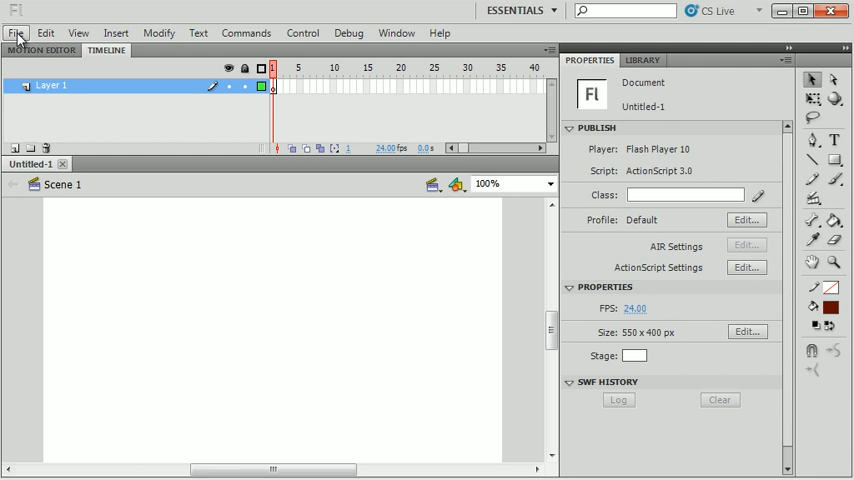 Fl ESSENTIALS CS Live
File Edit View Insert Modify Text Commands Control Debug Window Help
MOTION EDITOR TIMELINE
1 5 10 15 20 25 30 35 40
Layer 1
1 24.00 fps 0.0 s
Untitled-1
Scene 1 100%
PROPERTIES LIBRARY
Fl Document
Untitled-1
PUBLISH
Player: Flash Player 10
Script: ActionScript 3.0
Class:
Profile: Default Edit...
AIR Settings Edit...
ActionScript Settings Edit...
PROPERTIES
FPS: 24.00
Size: 550 x 400 px Edit...
Stage:
SWF HISTORY
Log Clear